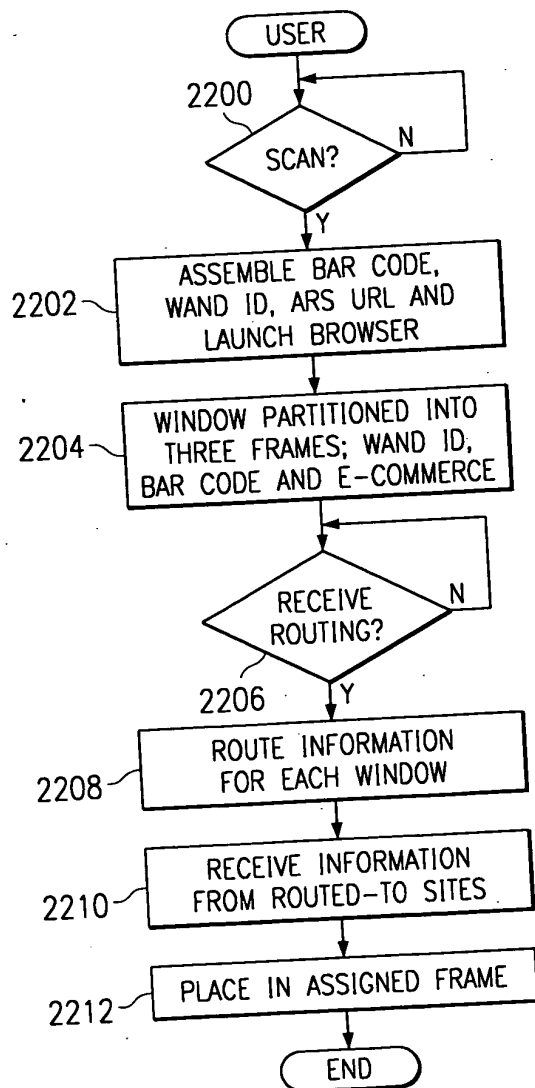 USER
2200
SCAN?
N
Y
2202
ASSEMBLE BAR CODE,
WAND ID, ARS URL AND
LAUNCH BROWSER
2204
WINDOW PARTITIONED INTO
THREE FRAMES; WAND ID,
BAR CODE AND E-COMMERCE
RECEIVE
ROUTING?
N
2206
Y
2208
ROUTE INFORMATION
FOR EACH WINDOW
2210
RECEIVE INFORMATION
FROM ROUTED-TO SITES
2212
PLACE IN ASSIGNED FRAME
END